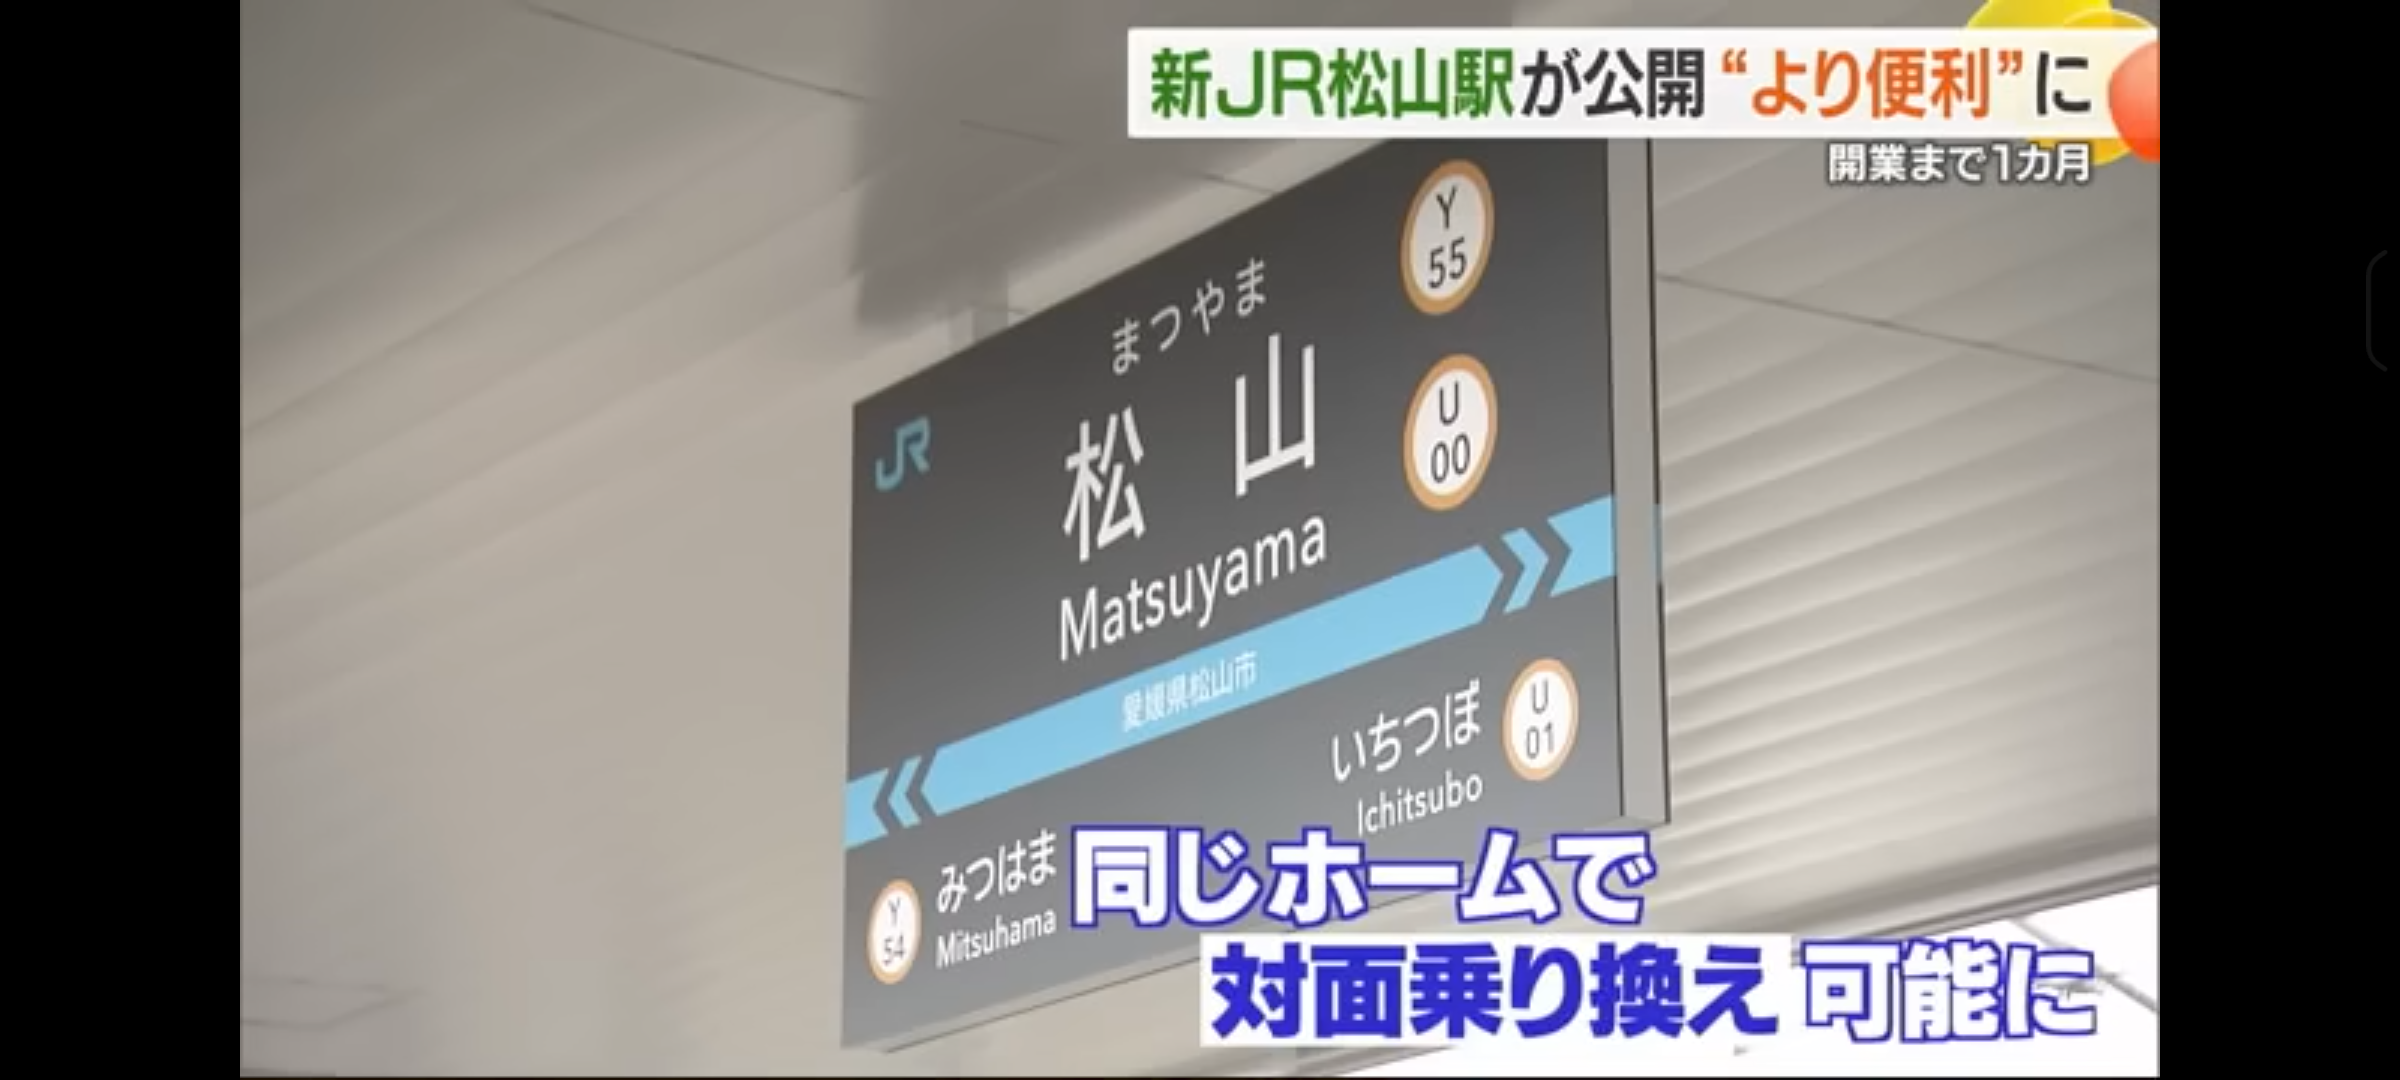 新JR松山駅が公開“より便利”に
開業まで1カ月
Y
55
まつやま
JR
松山
U
00
Matsuyama
愛媛県松山市
いちつぼ
U
01
Ichitsubo
みつはま
Y
54
Mitsuhama
同じホームで
対面乗り換え 可能に